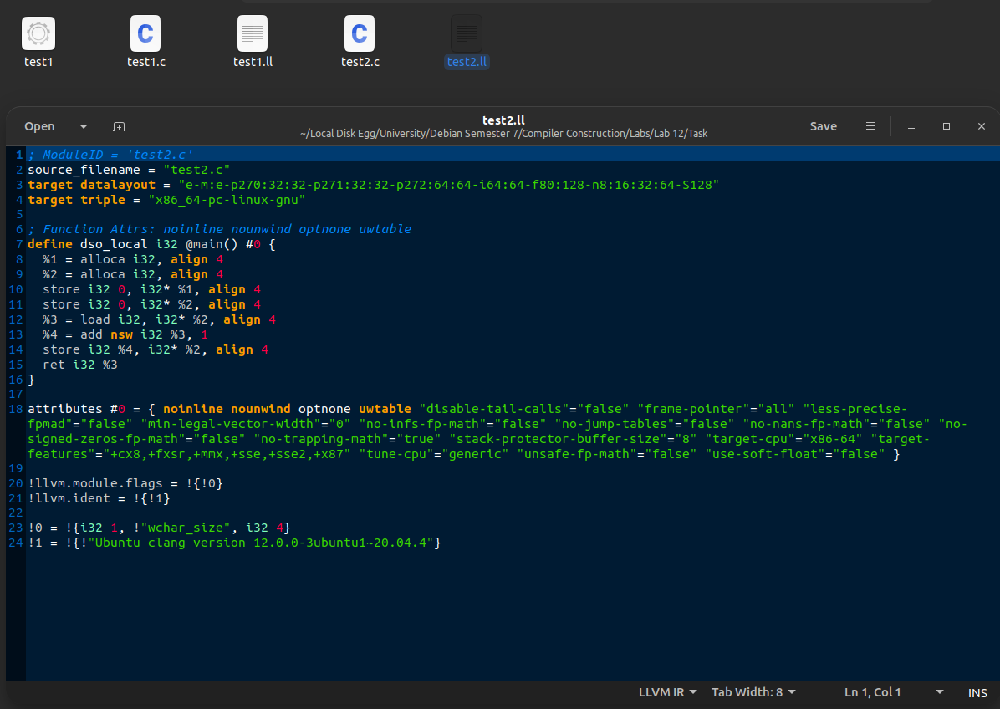 test1
test1.c
test1.ll
test2.c
test2.ll
Open
test2.ll
~/Local Disk Egg/University/Debian Semester 7/Compiler Construction/Labs/Lab 12/Task
Save
1 ; ModuleID = 'test2.c'
2 source_filename = "test2.c"
3 target datalayout = "e-m:e-p270:32:32-p271:32:32-p272:64:64-i64:64-f80:128-n8:16:32:64-S128"
4 target triple = "x86_64-pc-linux-gnu"
5
6 ; Function Attrs: noinline nounwind optnone uwtable
7 define dso_local i32 @main() #0 {
8   %1 = alloca i32, align 4
9   %2 = alloca i32, align 4
10   store i32 0, i32* %1, align 4
11   store i32 0, i32* %2, align 4
12   %3 = load i32, i32* %2, align 4
13   %4 = add nsw i32 %3, 1
14   store i32 %4, i32* %2, align 4
15   ret i32 %3
16 }
17
18 attributes #0 = { noinline nounwind optnone uwtable "disable-tail-calls"="false" "frame-pointer"="all" "less-precise-
fpmad"="false" "min-legal-vector-width"="0" "no-infs-fp-math"="false" "no-jump-tables"="false" "no-nans-fp-math"="false" "no-
signed-zeros-fp-math"="false" "no-trapping-math"="true" "stack-protector-buffer-size"="8" "target-cpu"="x86-64" "target-
features"="+cx8,+fxsr,+mmx,+sse,+sse2,+x87" "tune-cpu"="generic" "unsafe-fp-math"="false" "use-soft-float"="false" }
19
20 !llvm.module.flags = !{!0}
21 !llvm.ident = !{!1}
22
23 !0 = !{i32 1, !"wchar_size", i32 4}
24 !1 = !{!"Ubuntu clang version 12.0.0-3ubuntu1~20.04.4"}
LLVM IR
Tab Width: 8
Ln 1, Col 1
INS